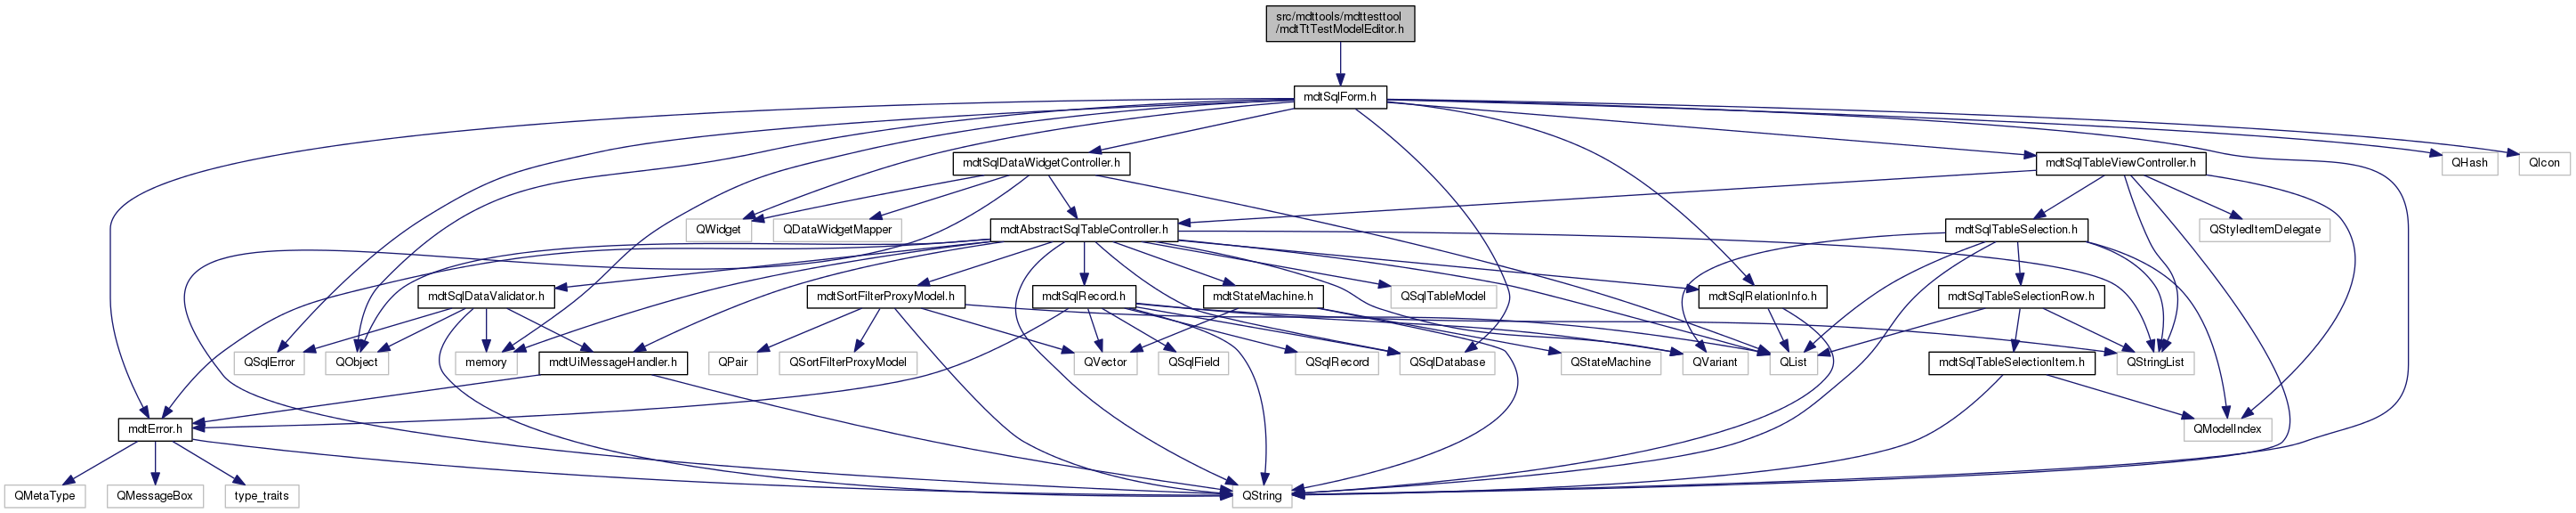 src/mdttools/mdttesttool
/mdtTtTestModelEditor.h
mdtSqlForm.h
mdtSqlDataWidgetController.h
mdtSqlTableViewController.h
QHash
QIcon
QWidget
QDataWidgetMapper
mdtAbstractSqlTableController.h
mdtSqlTableSelection.h
QStyledItemDelegate
mdtSqlDataValidator.h
mdtSortFilterProxyModel.h
mdtSqlRecord.h
mdtStateMachine.h
QSqlTableModel
mdtSqlRelationInfo.h
mdtSqlTableSelectionRow.h
QSqlError
QObject
memory
mdtUiMessageHandler.h
QPair
QSortFilterProxyModel
QVector
QSqlField
QSqlRecord
QSqlDatabase
QStateMachine
QVariant
QList
mdtSqlTableSelectionItem.h
QStringList
mdtError.h
QModelIndex
QMetaType
QMessageBox
type_traits
QString